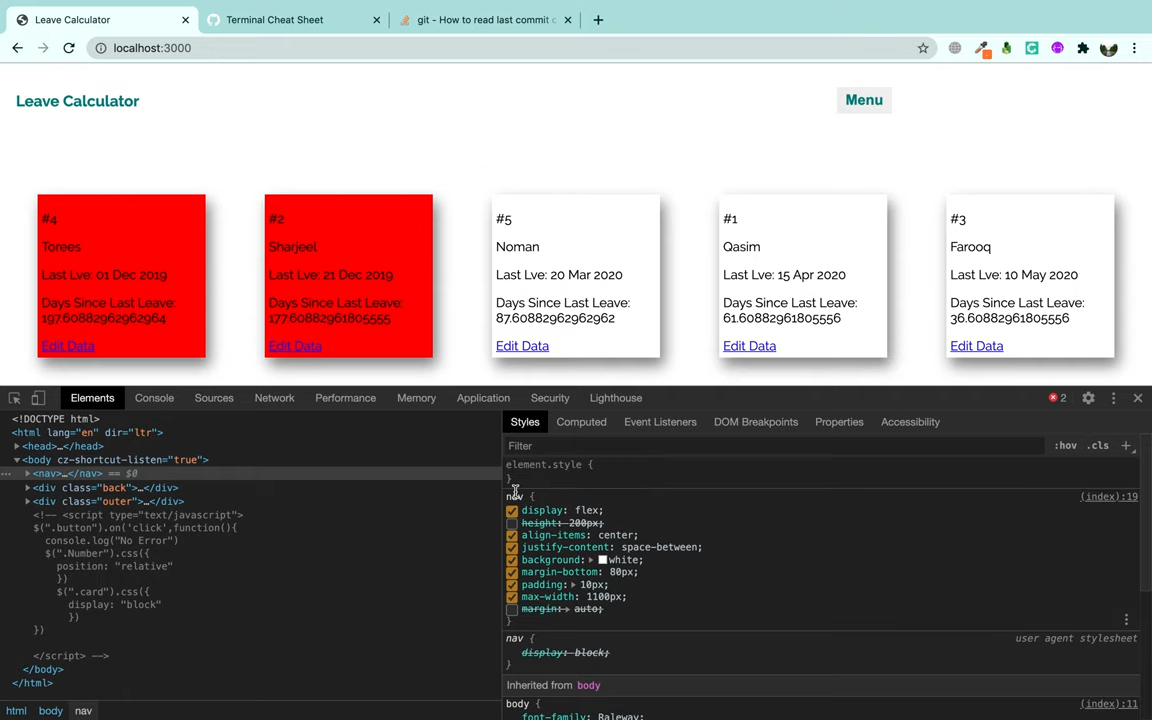 Leave Calculator
Terminal Cheat Sheet
git - How to read last commit c
localhost:3000
Leave Calculator
Menu
#4
Torees
Last Lve: 01 Dec 2019
Days Since Last Leave:
197.60882962962964
Edit Data
#2
Sharjeel
Last Lve: 21 Dec 2019
Days Since Last Leave:
177.60882961805555
Edit Data
#5
Noman
Last Lve: 20 Mar 2020
Days Since Last Leave:
87.60882962962962
Edit Data
#1
Qasim
Last Lve: 15 Apr 2020
Days Since Last Leave:
61.60882961805556
Edit Data
#3
Farooq
Last Lve: 10 May 2020
Days Since Last Leave:
36.60882961805556
Edit Data
Elements Console Sources Network Performance Memory Application Security Lighthouse 2
<!DOCTYPE html>
<html lang="en" dir="ltr">
<head>…</head>
<body cz-shortcut-listen="true">
<nav>…</nav> == $0
<div class="back">…</div>
<div class="outer">…</div>
<!-- <script type="text/javascript">
$(".button").on('click',function(){
console.log("No Error")
$(".Number").css({
position: "relative"
})
$(".card").css({
display: "block"
})
})
</script> -->
</body>
</html>
html body nav
Styles Computed Event Listeners DOM Breakpoints Properties Accessibility
Filter :hov .cls +
element.style {
}
nav { (index):19
display: flex;
height: 200px;
align-items: center;
justify-content: space-between;
background: white;
margin-bottom: 80px;
padding: 10px;
max-width: 1100px;
margin: auto;
}
nav { user agent stylesheet
display: block;
}
Inherited from body
body { (index):11
font-family: Raleway;